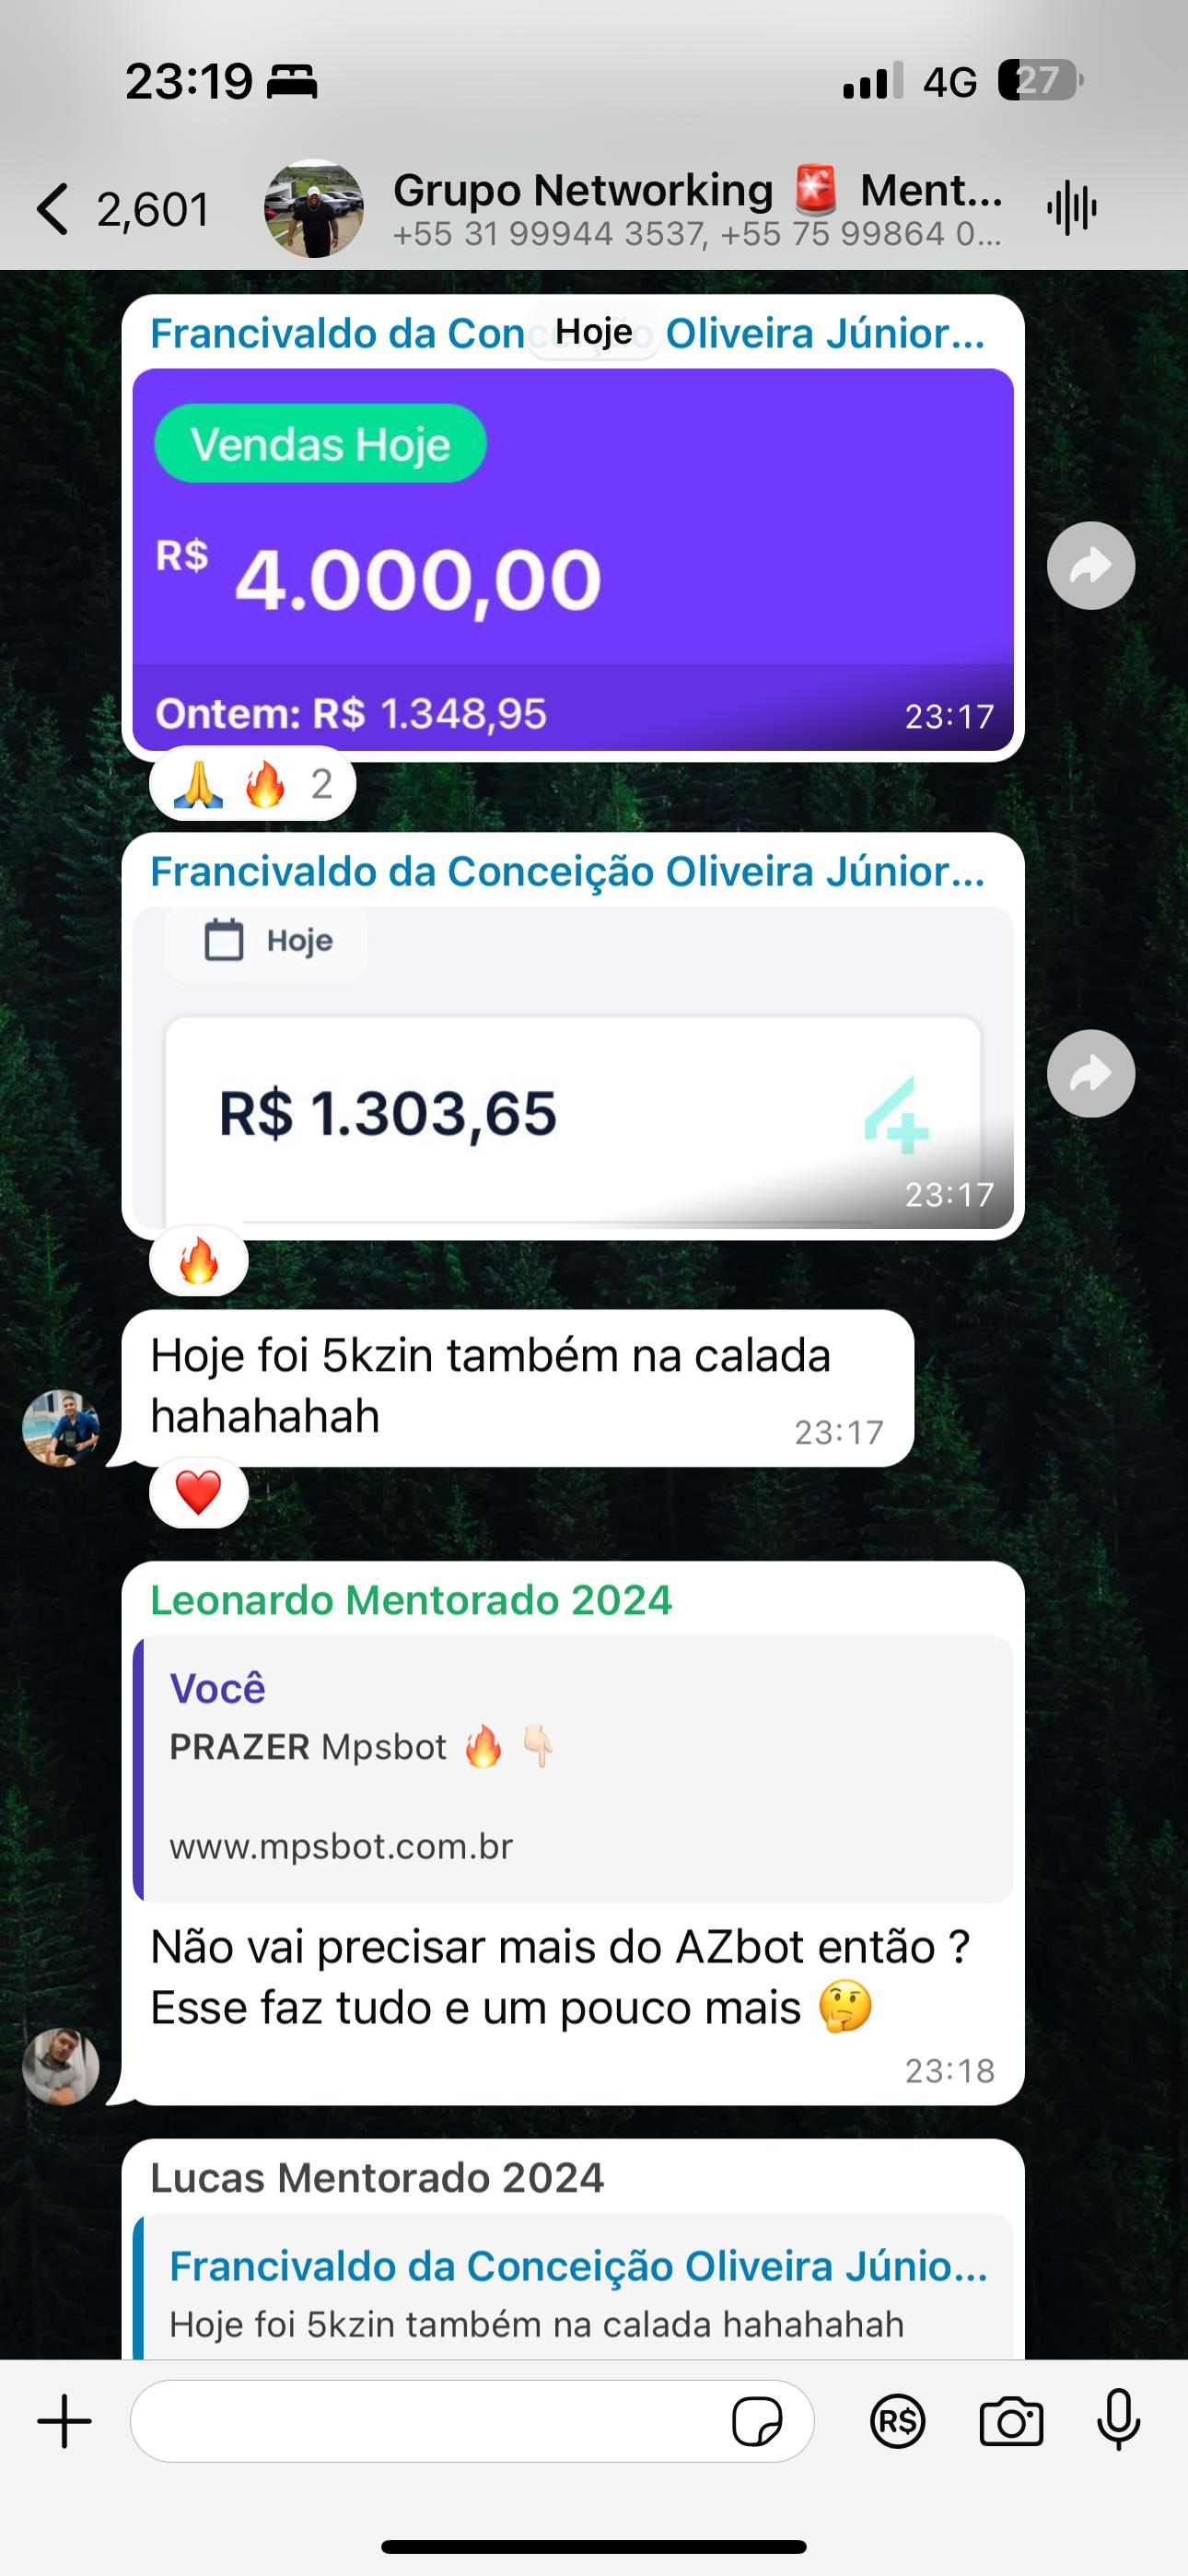 23:19
4G
27
2,601
Grupo Networking 🚨 Ment...
+55 31 99944 3537, +55 75 99864 0...
Hoje
Francivaldo da Conceição Oliveira Júnior...
Vendas Hoje
R$ 4.000,00
Ontem: R$ 1.348,95
23:17
🙏 🔥 2
Francivaldo da Conceição Oliveira Júnior...
Hoje
R$ 1.303,65
23:17
🔥
Hoje foi 5kzin também na calada
hahahahah
23:17
❤️
Leonardo Mentorado 2024
Você
PRAZER Mpsbot 🔥 👇🏻
www.mpsbot.com.br
Não vai precisar mais do AZbot então ?
Esse faz tudo e um pouco mais 🤔
23:18
Lucas Mentorado 2024
Francivaldo da Conceição Oliveira Júnio...
Hoje foi 5kzin também na calada hahahahah
R$